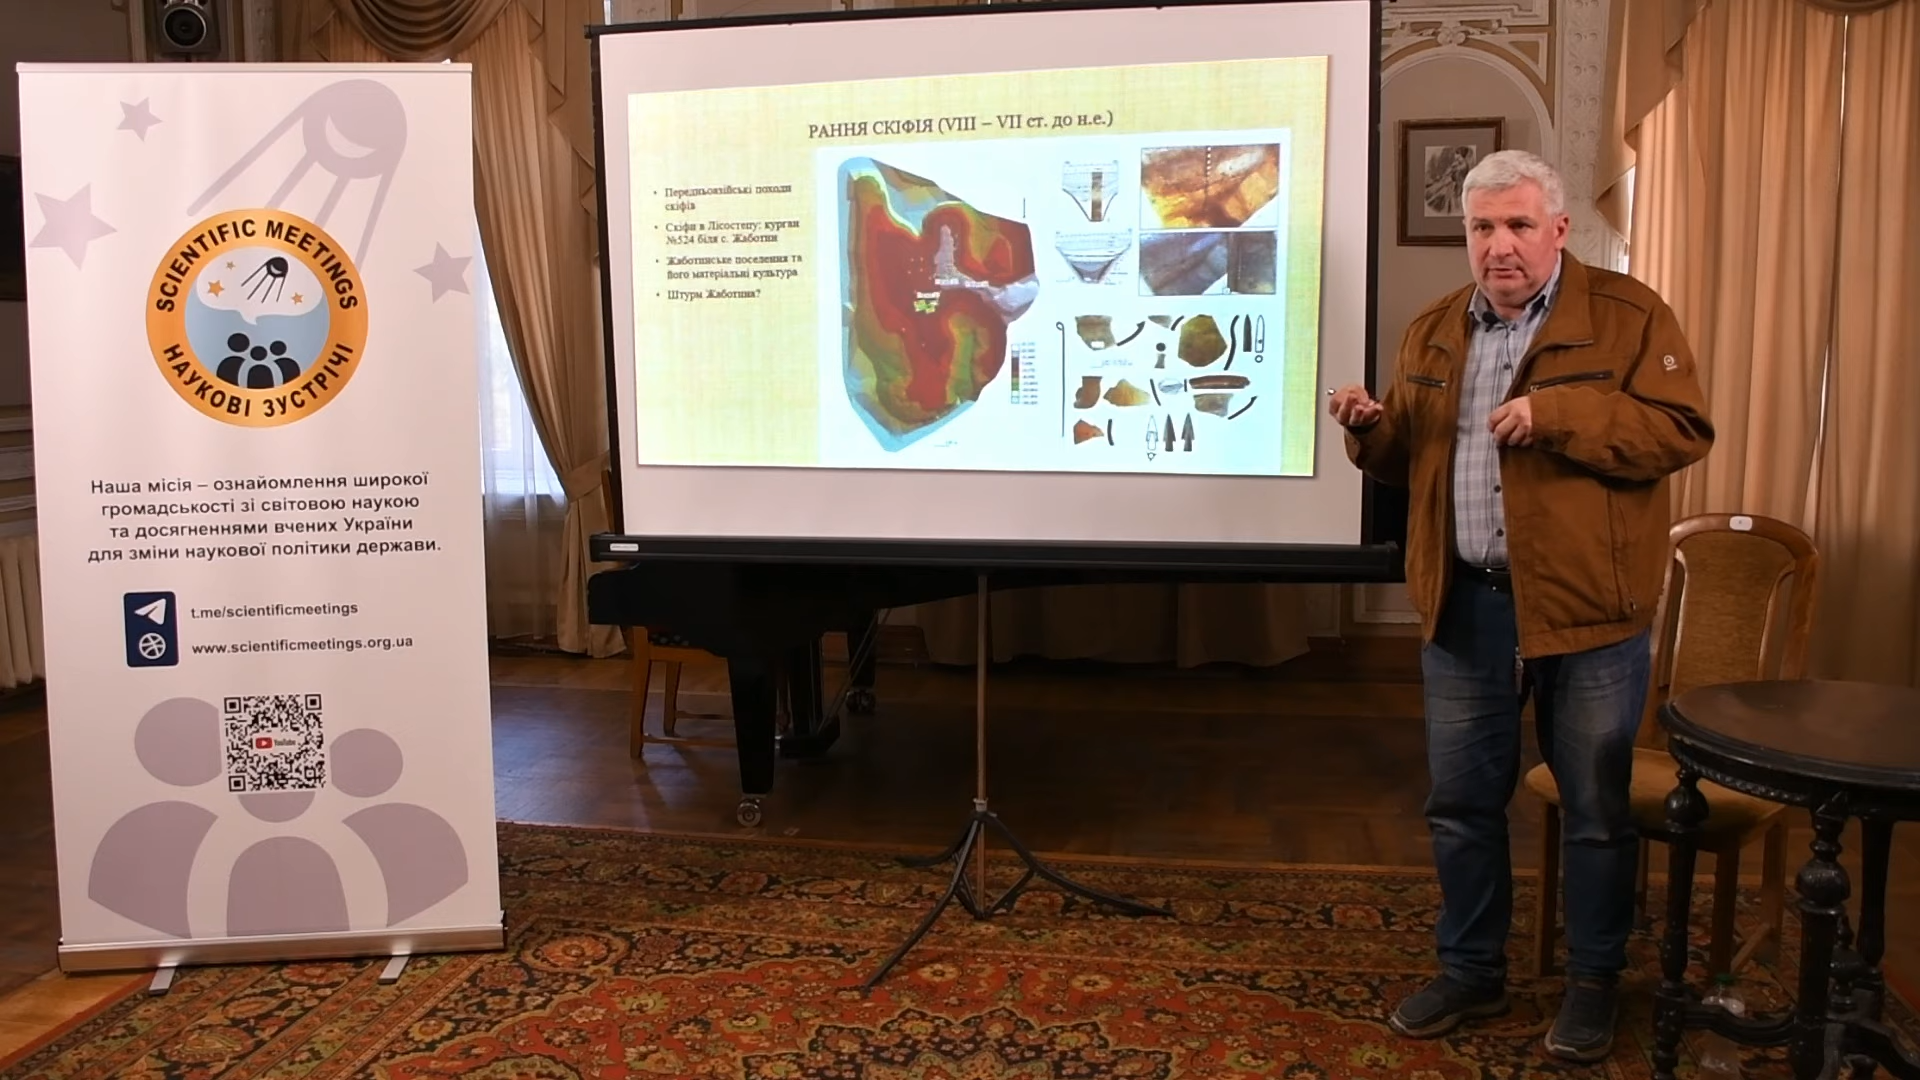 SCIENTIFIC MEETINGS
НАУКОВІ ЗУСТРІЧІ
Наша місія – ознайомлення широкої
громадськості зі світовою наукою
та досягненнями вчених України
для зміни наукової політики держави.
t.me/scientificmeetings
www.scientificmeetings.org.ua
YouTube
РАННЯ СКІФІЯ (VIII – VII ст. до н.е.)
• Передньоазійські походи
скіфів
• Скіфи в Лісостепу: курган
№524 біля с. Жаботин
• Жаботинське поселення та
його матеріальні культура
• Штурм Жаботина?